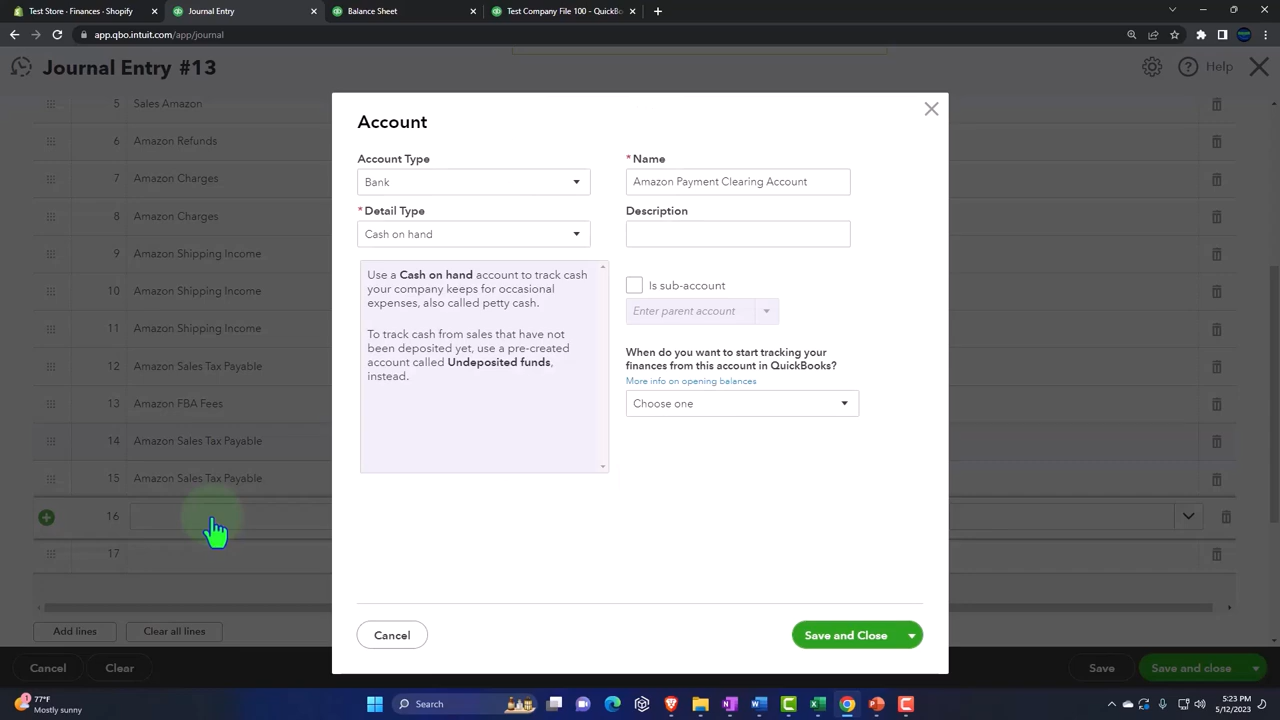 Test Store · Finances · Shopify
Journal Entry
Balance Sheet
Test Company File 100 - QuickBo
app.qbo.intuit.com/app/journal
Journal Entry #13
Help
5 Sales Amazon
6 Amazon Refunds
7 Amazon Charges
8 Amazon Charges
9 Amazon Shipping Income
10 Amazon Shipping Income
11 Amazon Shipping Income
12 Amazon Sales Tax Payable
13 Amazon FBA Fees
14 Amazon Sales Tax Payable
15 Amazon Sales Tax Payable
16
17
Account
Account Type
Bank
* Detail Type
Cash on hand
Use a Cash on hand account to track cash
your company keeps for occasional
expenses, also called petty cash.
To track cash from sales that have not
been deposited yet, use a pre-created
account called Undeposited funds,
instead.
* Name
Amazon Payment Clearing Account
Description
Is sub-account
Enter parent account
When do you want to start tracking your
finances from this account in QuickBooks?
More info on opening balances
Choose one
Cancel
Save and Close
Add lines
Clear all lines
Cancel
Clear
Save
Save and close
77°F
Mostly sunny
Search
5:23 PM
5/17/2023